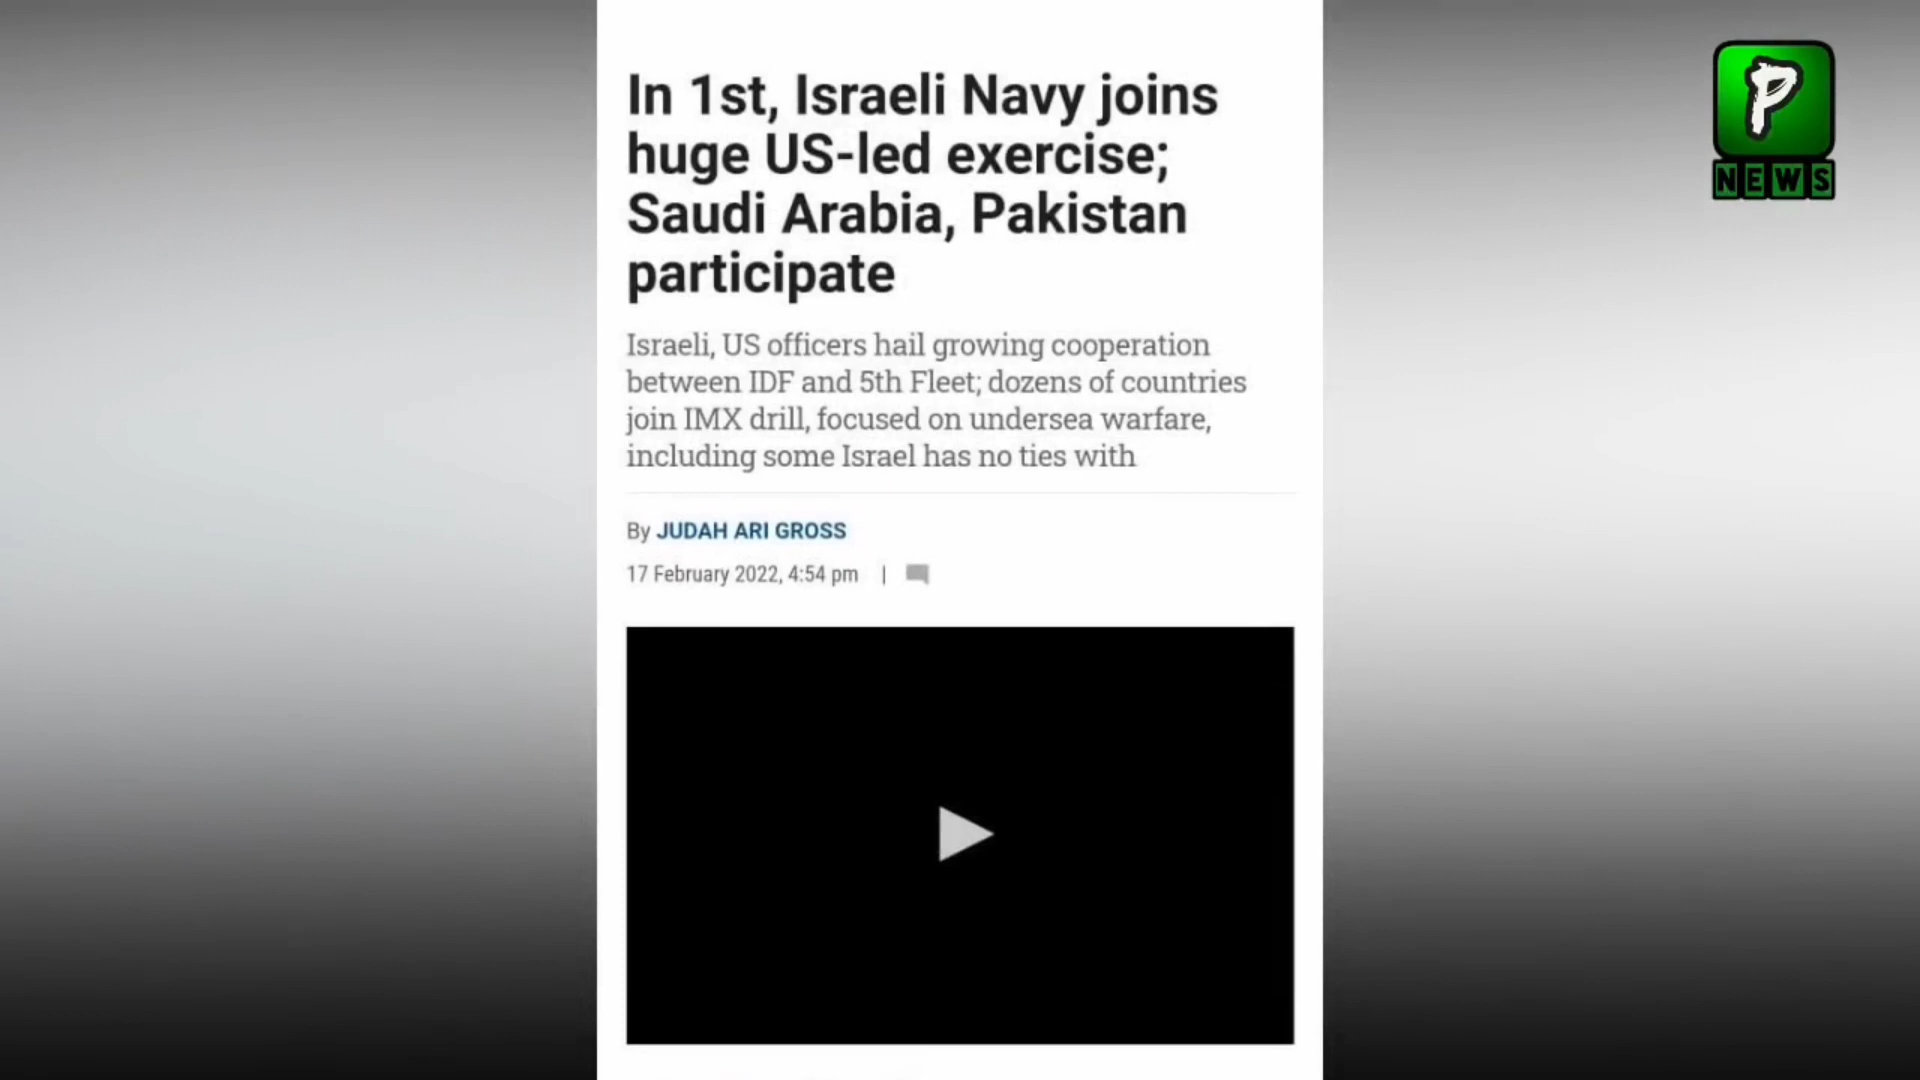 In 1st, Israeli Navy joins
huge US-led exercise;
Saudi Arabia, Pakistan
participate
Israeli, US officers hail growing cooperation
between IDF and 5th Fleet; dozens of countries
join IMX drill, focused on undersea warfare,
including some Israel has no ties with
By JUDAH ARI GROSS
17 February 2022, 4:54 pm |
P
NEWS